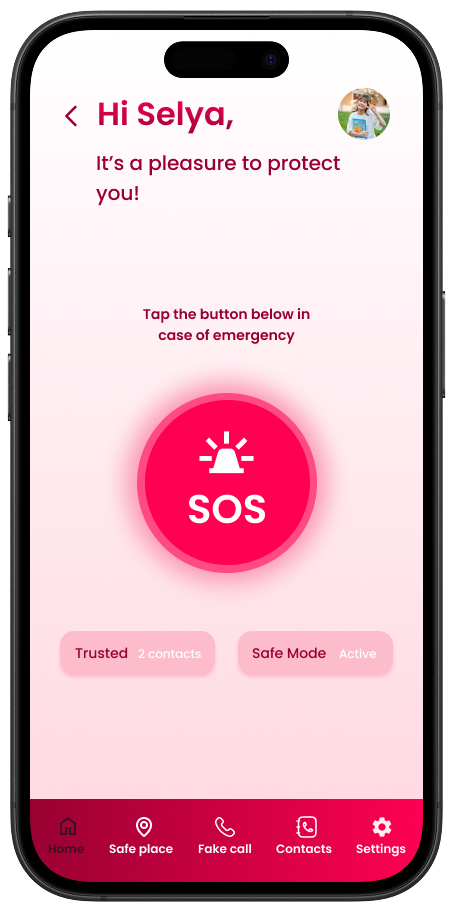 Hi Selya,
It's a pleasure to protect
you!
Tap the button below in
case of emergency
SOS
Trusted 2 contacts
Safe Mode Active
Home Safe place Fake call Contacts Settings